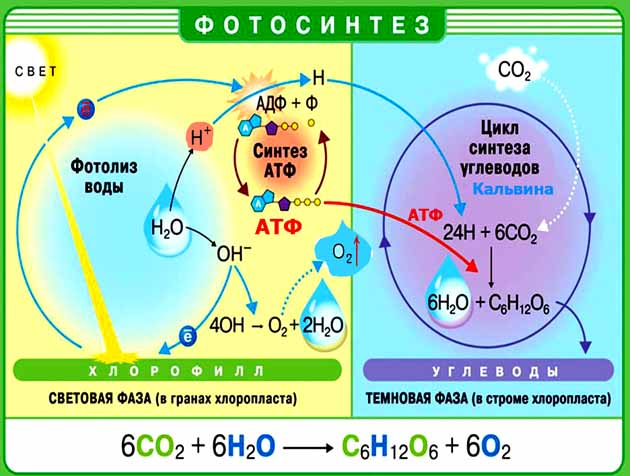 ФОТОСИНТЕЗ
СВЕТ
ē
Фотолиз
воды
H₂O
H⁺
OH⁻
ē
4OH → O₂ + 2H₂O
O₂↑
H
АДФ + Ф
А
Синтез
АТФ
А
АТФ
CO₂
Цикл
синтеза
углеводов
Кальвина
АТФ
24H + 6CO₂
6H₂O + C₆H₁₂O₆
ХЛОРОФИЛЛ
СВЕТОВАЯ ФАЗА (в гранах хлоропласта)
УГЛЕВОДЫ
ТЕМНОВАЯ ФАЗА (в строме хлоропласта)
6CO₂ + 6H₂O → C₆H₁₂O₆ + 6O₂